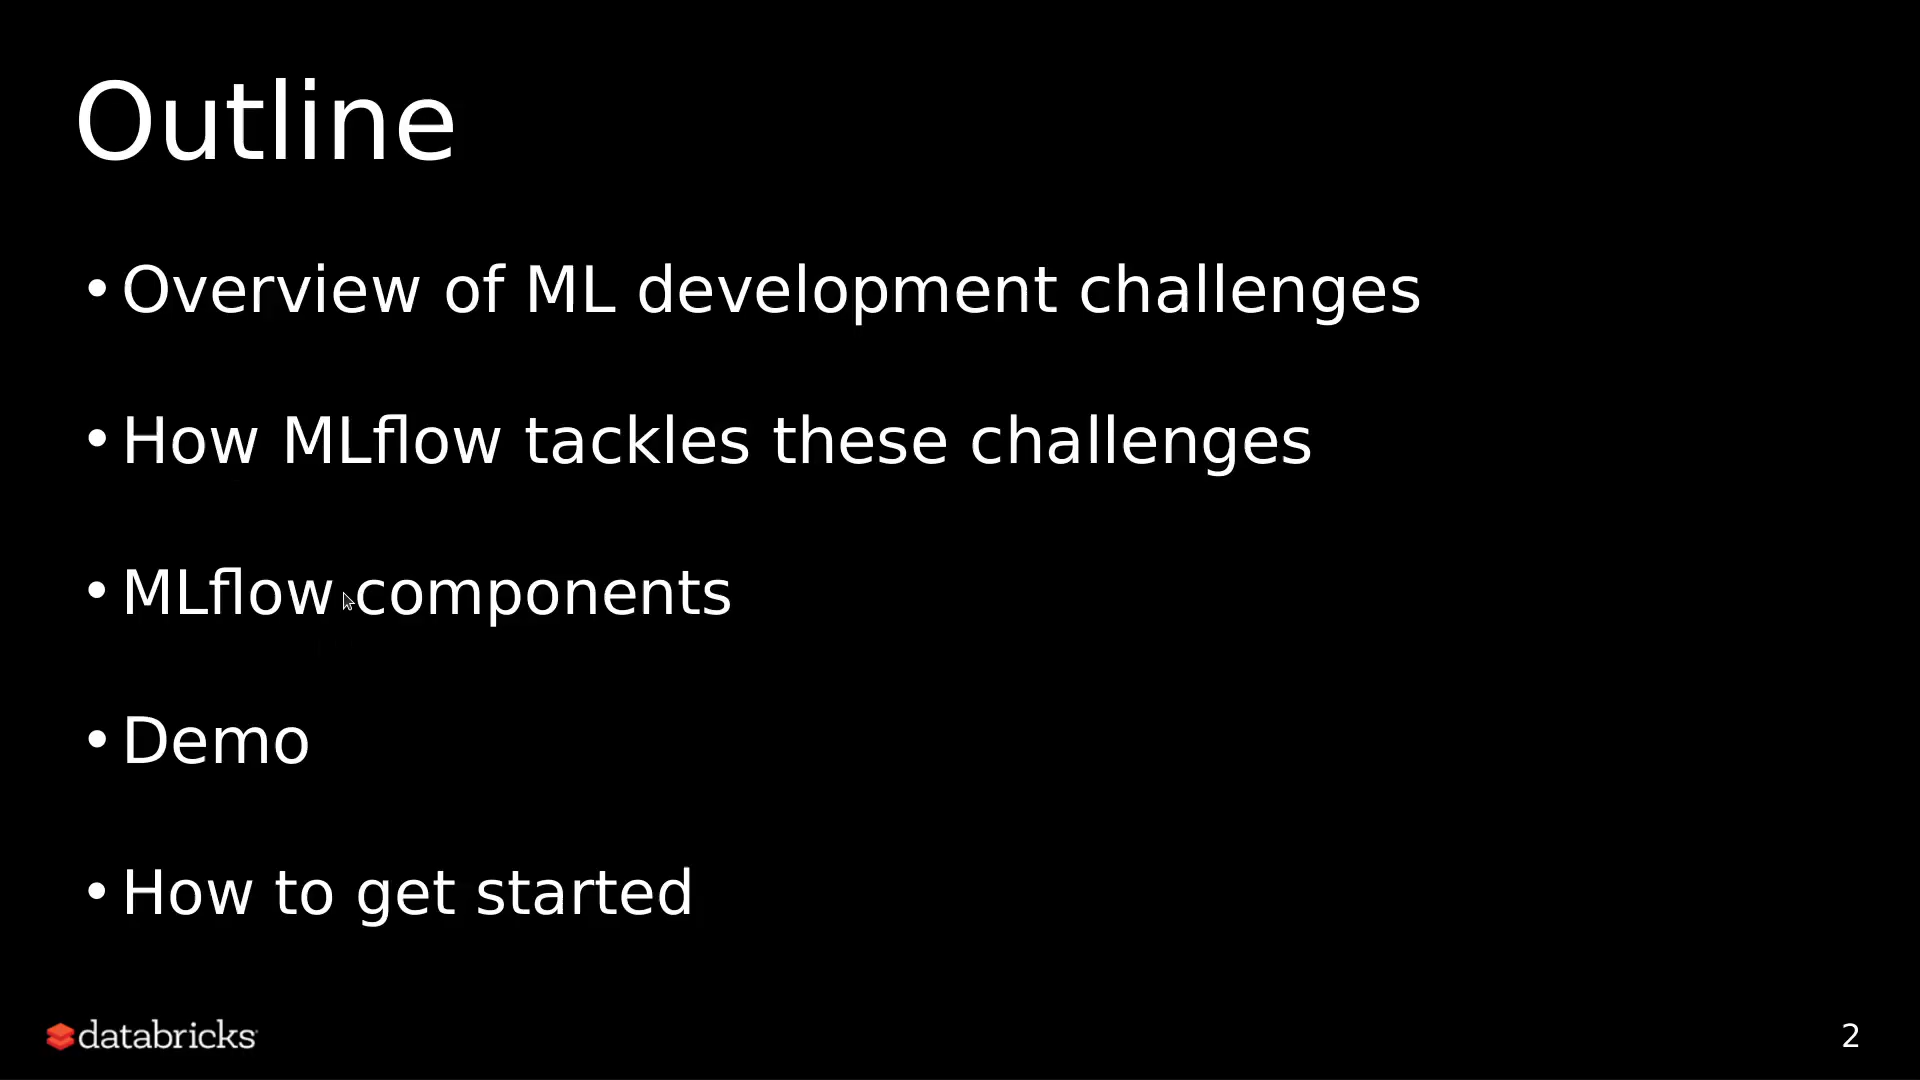 Outline
• Overview of ML development challenges
• How MLflow tackles these challenges
• MLflow components
• Demo
• How to get started
databricks
2